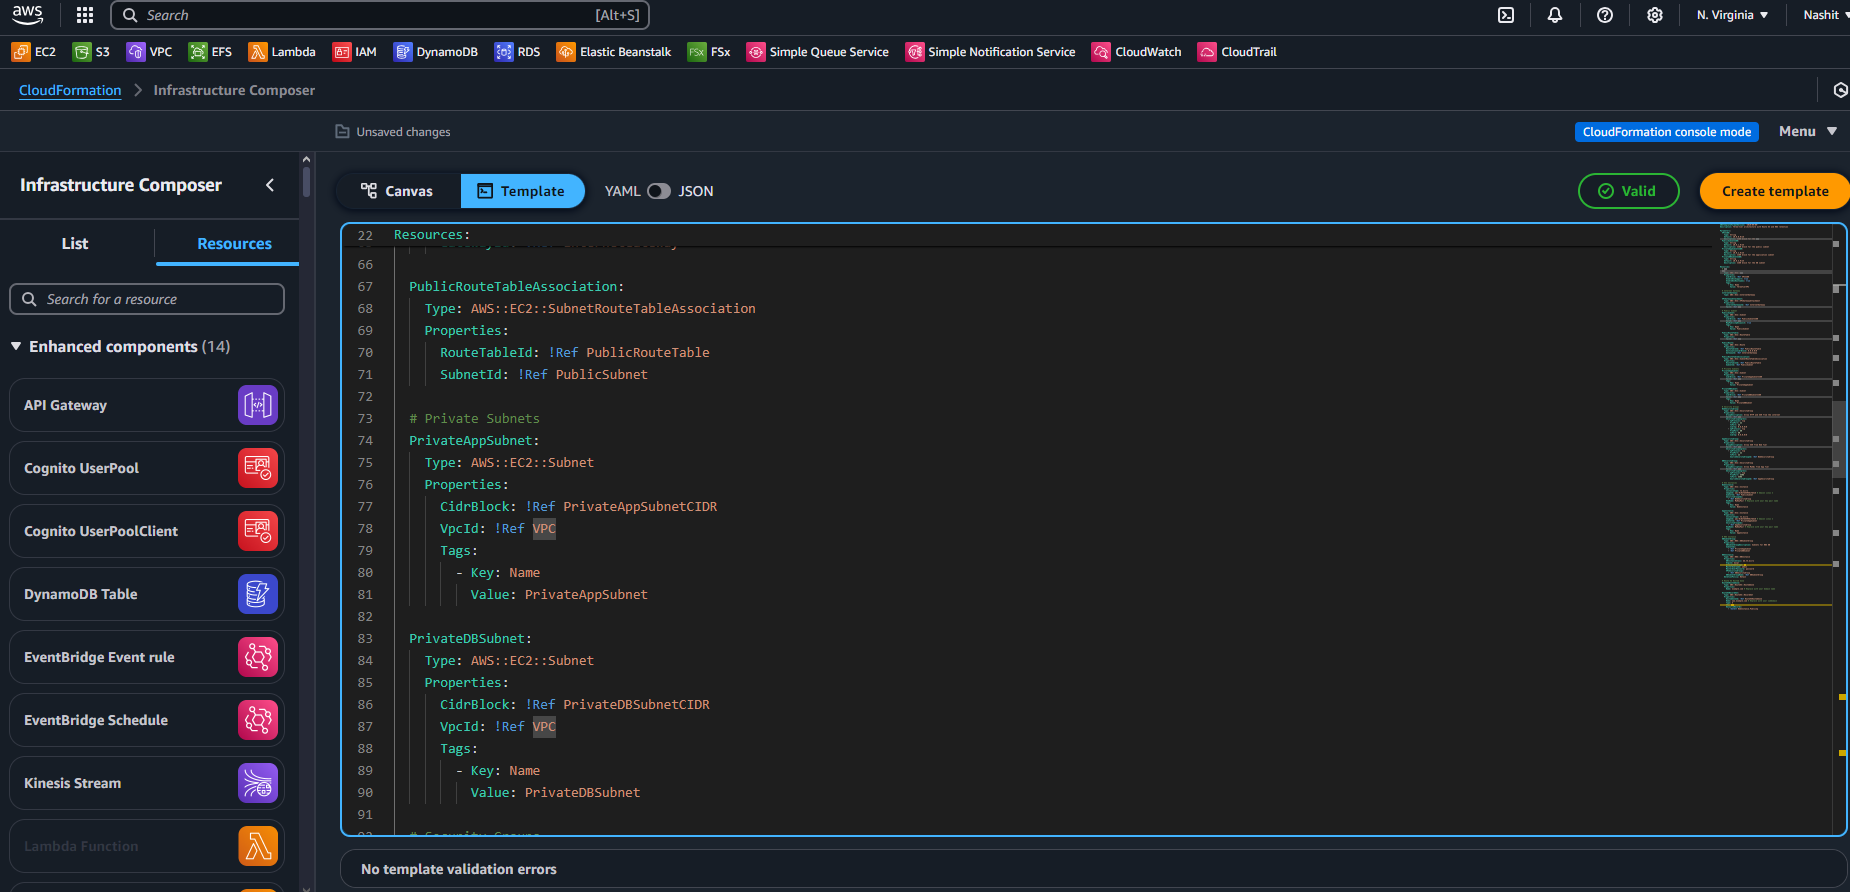 aws
Search [Alt+S] N. Virginia Nashit
EC2 S3 VPC EFS Lambda IAM DynamoDB RDS Elastic Beanstalk FSx FSx Simple Queue Service Simple Notification Service CloudWatch CloudTrail
CloudFormation > Infrastructure Composer
Unsaved changes CloudFormation console mode Menu
Infrastructure Composer
Canvas Template YAML JSON Valid Create template
List Resources
Search for a resource
Enhanced components (14)
API Gateway
Cognito UserPool
Cognito UserPoolClient
DynamoDB Table
EventBridge Event rule
EventBridge Schedule
Kinesis Stream
Lambda Function
22 Resources:
66
67 PublicRouteTableAssociation:
68 Type: AWS::EC2::SubnetRouteTableAssociation
69 Properties:
70 RouteTableId: !Ref PublicRouteTable
71 SubnetId: !Ref PublicSubnet
72
73 # Private Subnets
74 PrivateAppSubnet:
75 Type: AWS::EC2::Subnet
76 Properties:
77 CidrBlock: !Ref PrivateAppSubnetCIDR
78 VpcId: !Ref VPC
79 Tags:
80 - Key: Name
81 Value: PrivateAppSubnet
82
83 PrivateDBSubnet:
84 Type: AWS::EC2::Subnet
85 Properties:
86 CidrBlock: !Ref PrivateDBSubnetCIDR
87 VpcId: !Ref VPC
88 Tags:
89 - Key: Name
90 Value: PrivateDBSubnet
91
92 # Security Groups
No template validation errors